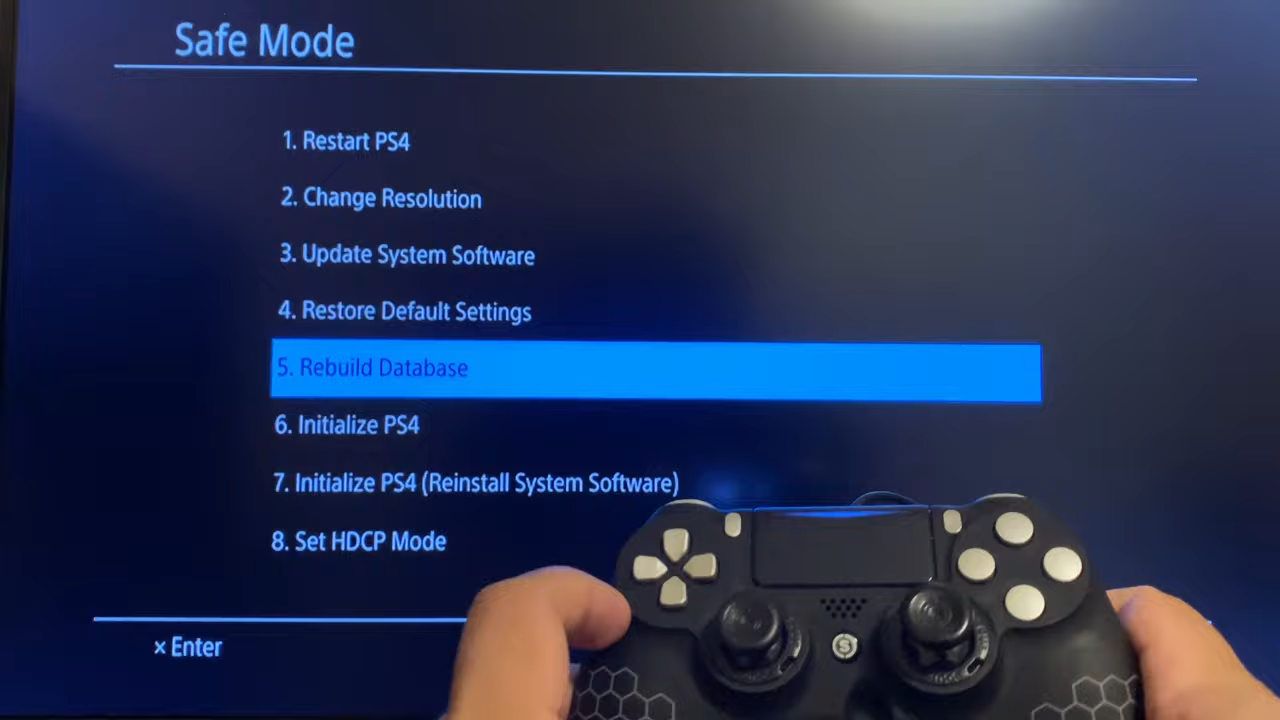 Safe Mode
1. Restart PS4
2. Change Resolution
3. Update System Software
4. Restore Default Settings
5. Rebuild Database
6. Initialize PS4
7. Initialize PS4 (Reinstall System Software)
8. Set HDCP Mode
× Enter
S